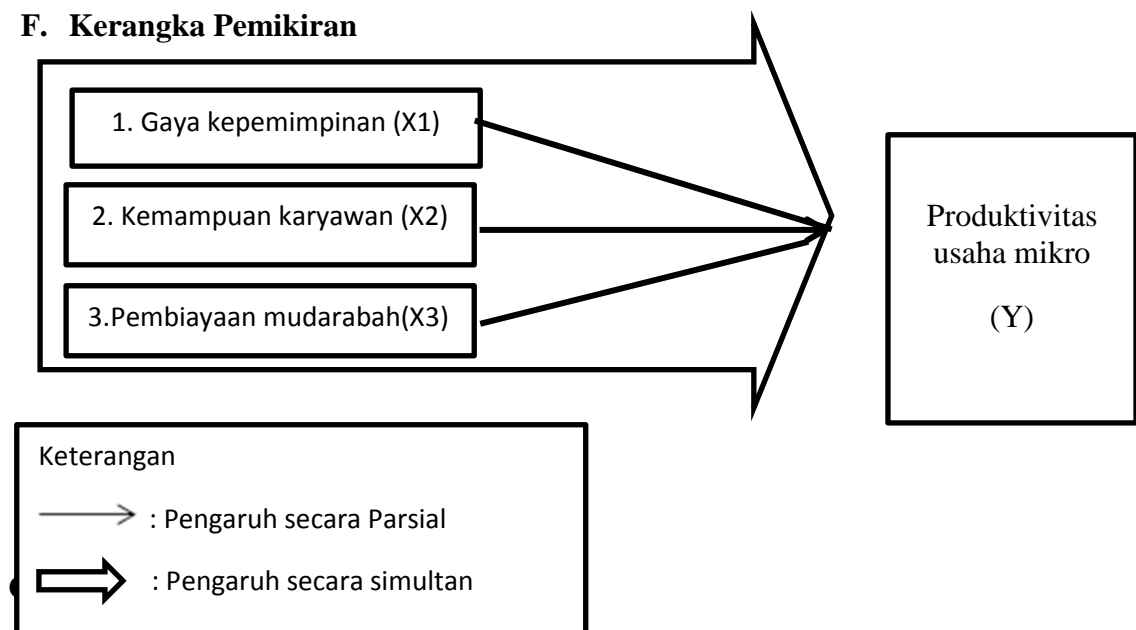 F. Kerangka Pemikiran
1. Gaya kepemimpinan (X1)
2. Kemampuan karyawan (X2)
3.Pembiayaan mudarabah(X3)
Produktivitas
usaha mikro
(Y)
Keterangan
: Pengaruh secara Parsial
: Pengaruh secara simultan